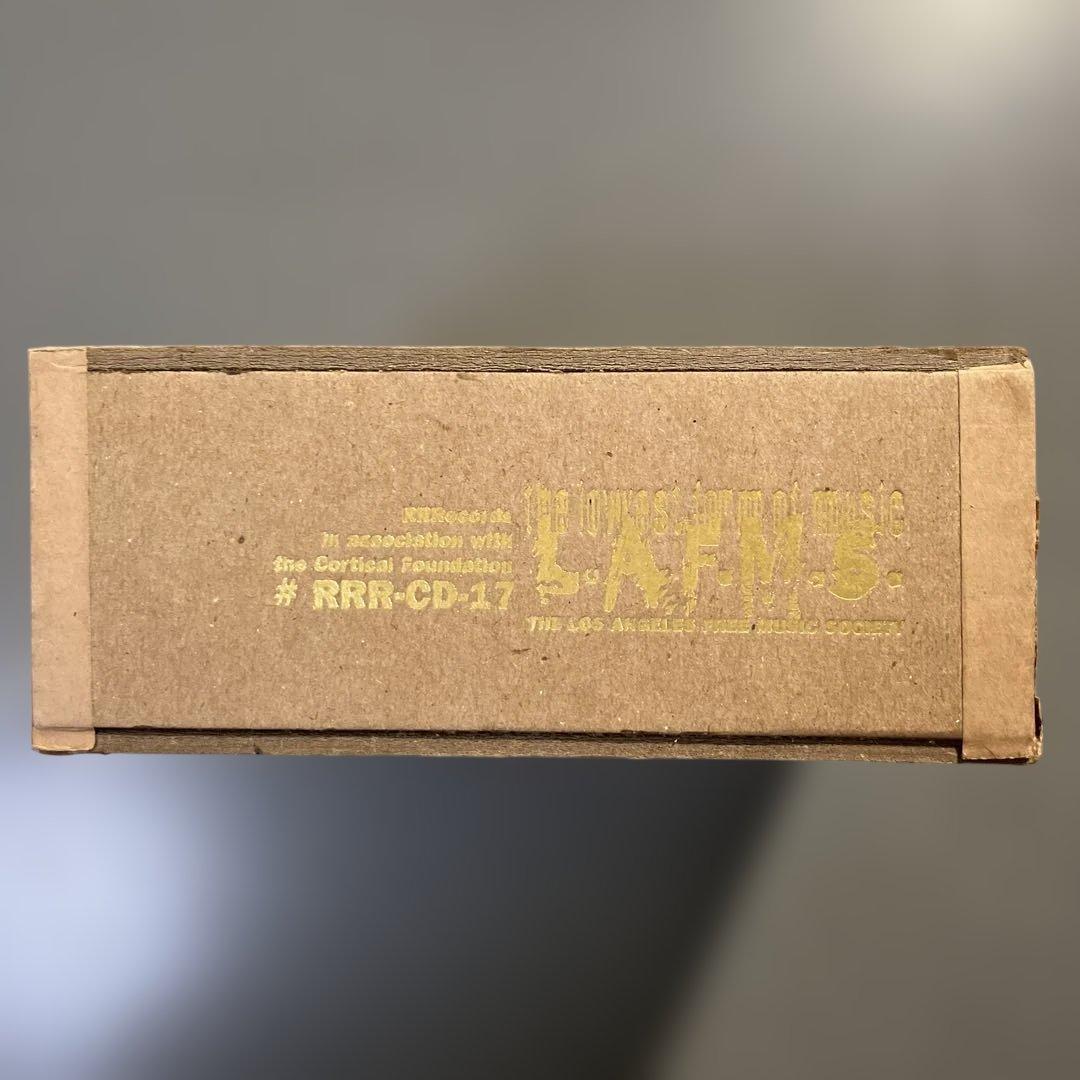 RRRecords
in association with
the Cortical Foundation
# RRR-CD-17
the lowest form of music
L.A.F.M.S.
THE LOS ANGELES FREE MUSIC SOCIETY